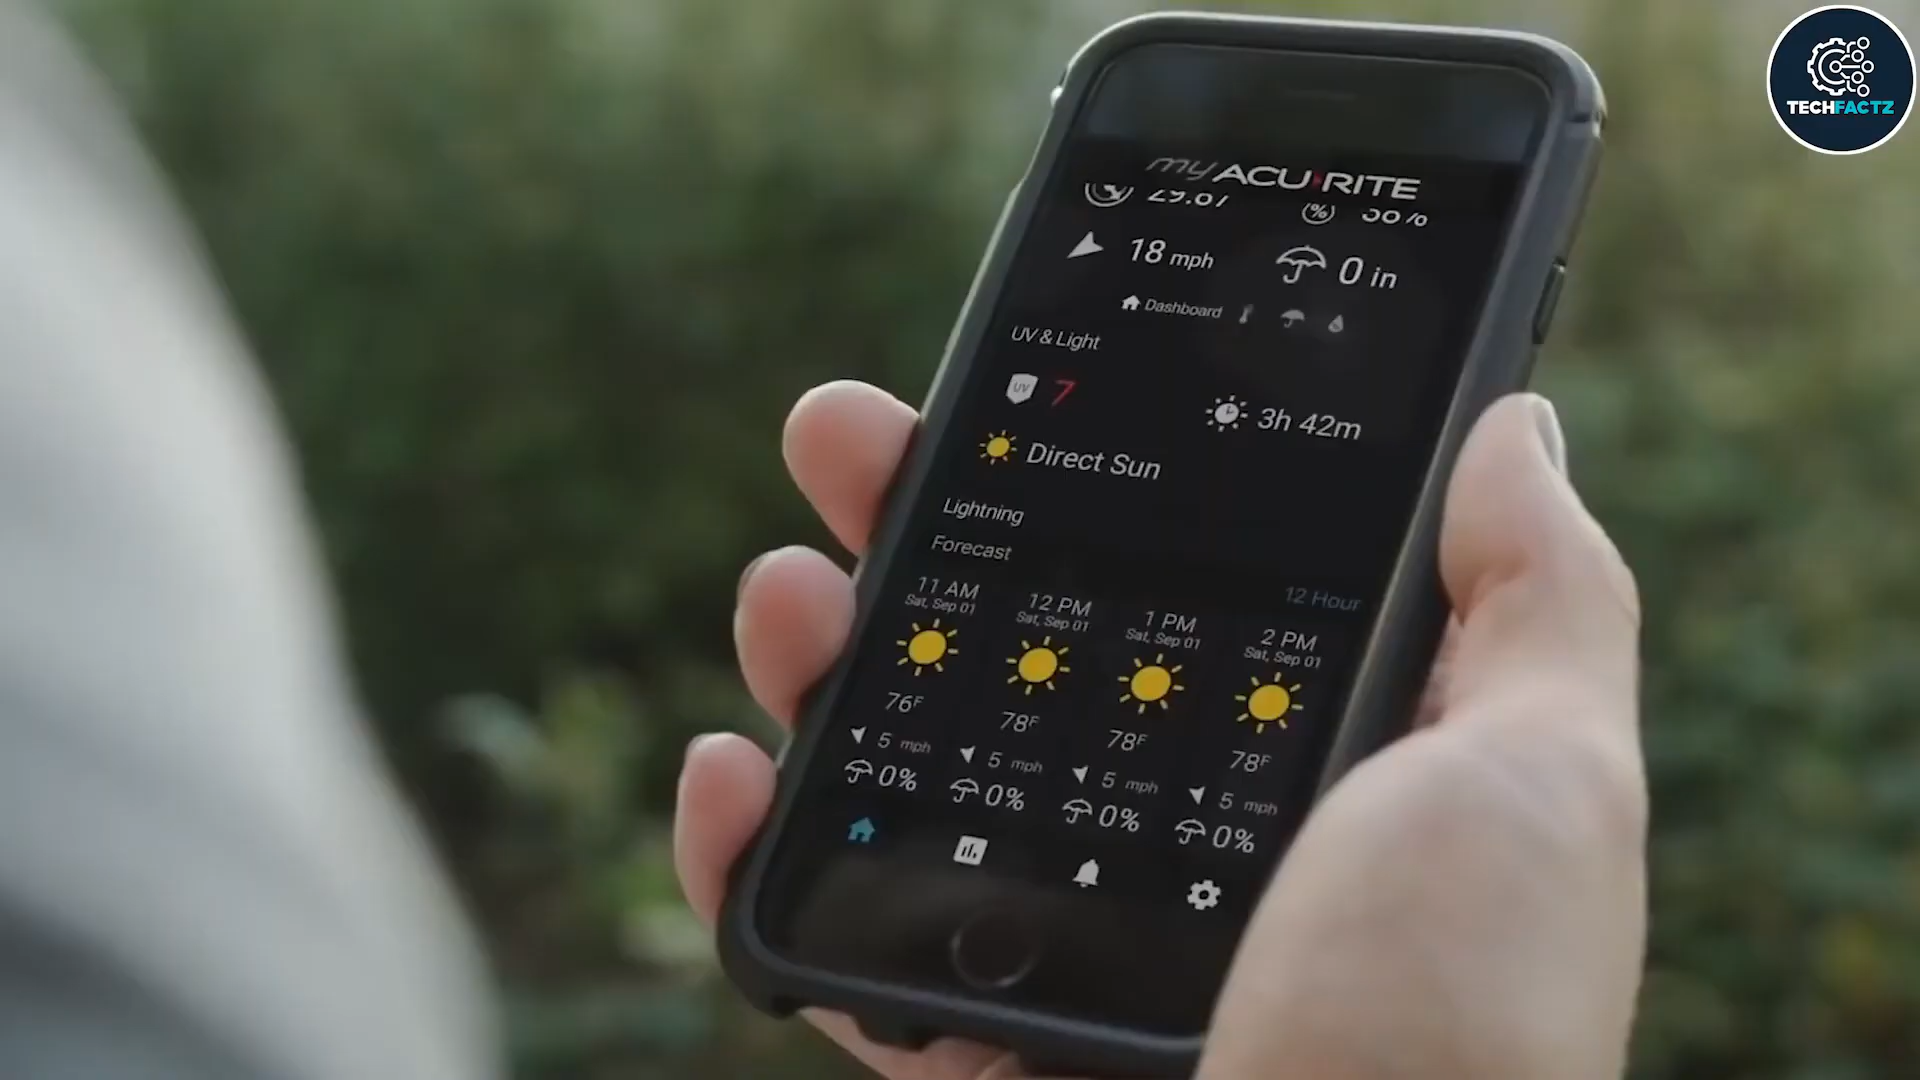 TECHFACTZ
my ACU RITE
18 mph
0 in
Dashboard
UV & Light
UV 7
3h 42m
Direct Sun
Lightning
Forecast
12 Hour
11 AM 12 PM 1 PM 2 PM
Sat, Sep 01 Sat, Sep 01 Sat, Sep 01 Sat, Sep 01
76F 78F 78F 78F
5 mph 5 mph 5 mph 5 mph
0% 0% 0% 0%